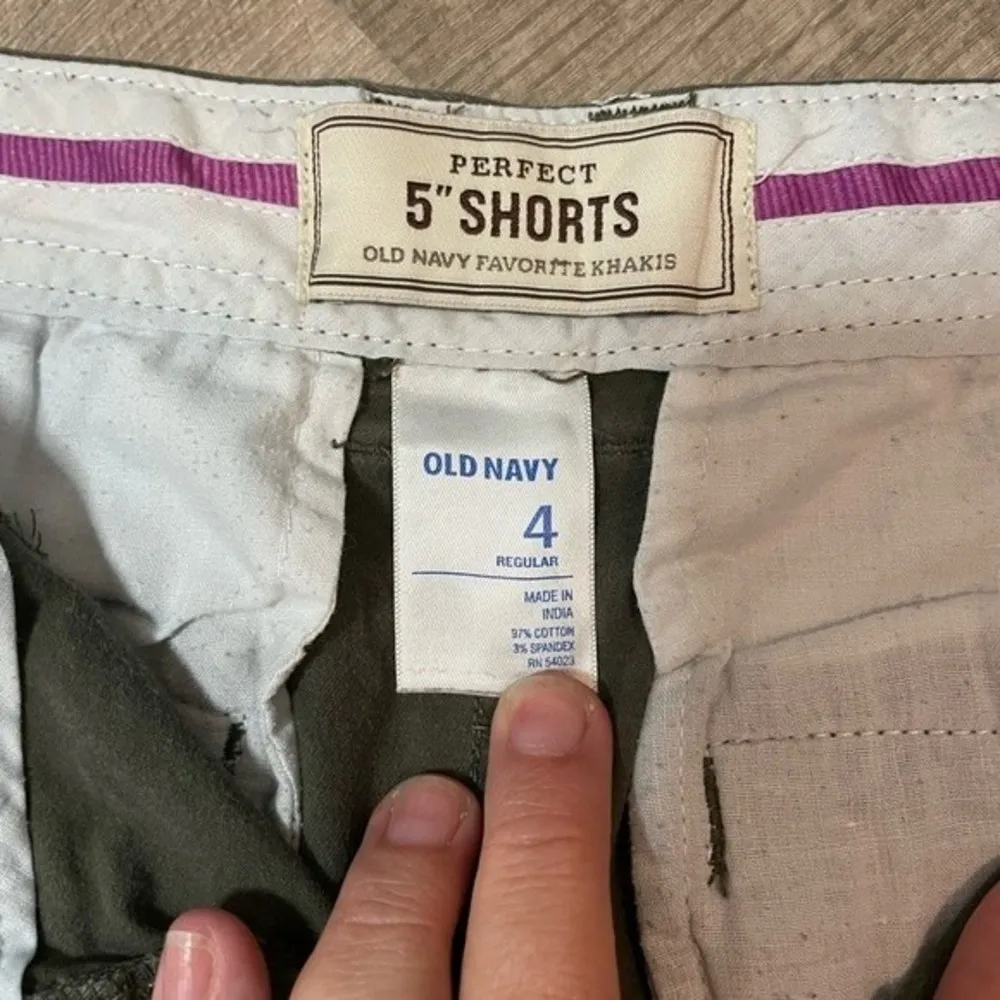 PERFECT
5" SHORTS
OLD NAVY FAVORITE KHAKIS
OLD NAVY
4
REGULAR
MADE IN
INDIA
97% COTTON
3% SPANDEX
RN 54023